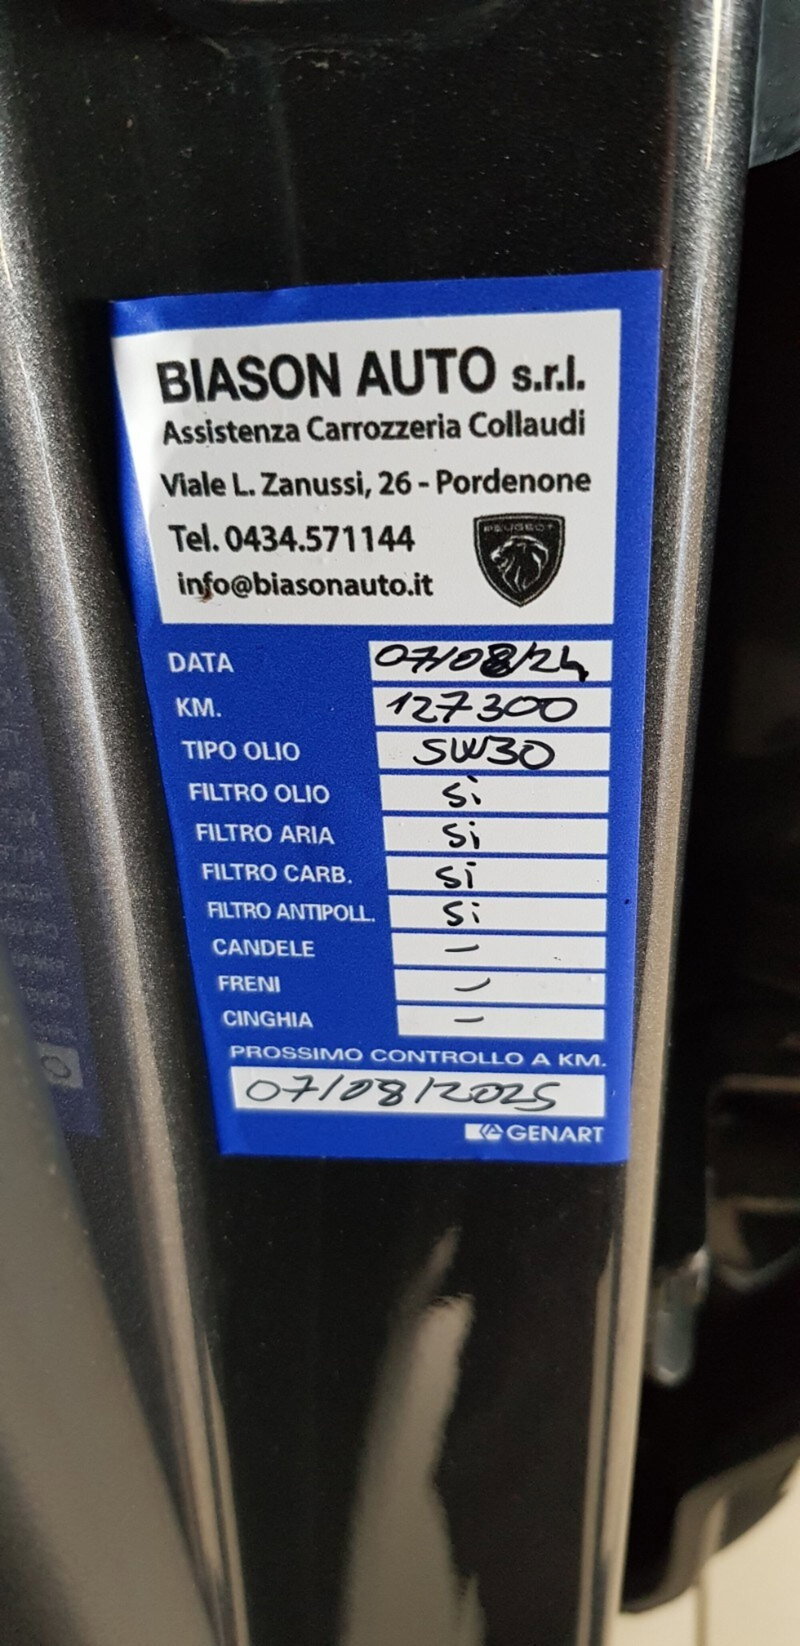 BIASON AUTO s.r.l.
Assistenza Carrozzeria Collaudi
Viale L. Zanussi, 26 - Pordenone
Tel. 0434.571144
PEUGEOT
info@biasonauto.it
DATA 07/08/24
KM. 127300
TIPO OLIO 5W30
FILTRO OLIO Si
FILTRO ARIA Si
FILTRO CARB. Si
FILTRO ANTIPOLL. Si
CANDELE –
FRENI –
CINGHIA –
PROSSIMO CONTROLLO A KM.
07/08/2025
GENART